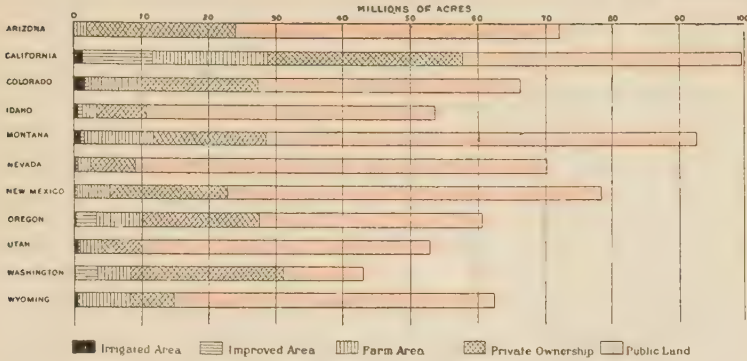 MILLIONS OF ACRES
0 10 20 30 40 50 60 70 80 90 100
ARIZONA
CALIFORNIA
COLORADO
IDAHO
MONTANA
NEVADA
NEW MEXICO
OREGON
UTAH
WASHINGTON
WYOMING
Irrigated Area Improved Area Farm Area Private Ownership Public Land